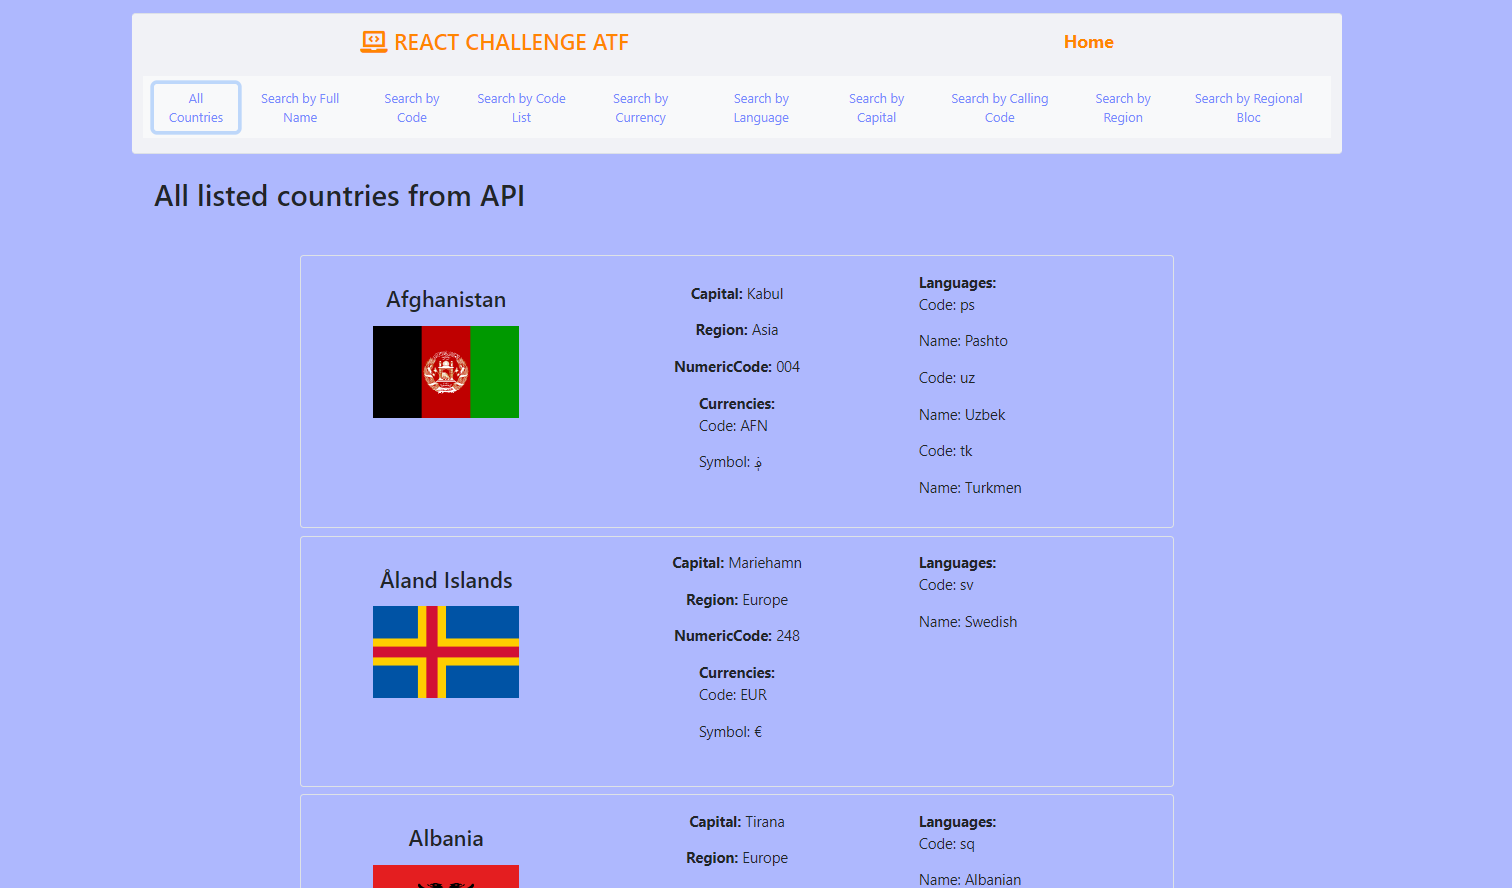 REACT CHALLENGE ATF
Home
All
Countries
Search by Full
Name
Search by
Code
Search by Code
List
Search by
Currency
Search by
Language
Search by
Capital
Search by Calling
Code
Search by
Region
Search by Regional
Bloc
All listed countries from API
Afghanistan
Capital: Kabul
Region: Asia
NumericCode: 004
Currencies:
Code: AFN
Symbol: ؋
Languages:
Code: ps
Name: Pashto
Code: uz
Name: Uzbek
Code: tk
Name: Turkmen
Åland Islands
Capital: Mariehamn
Region: Europe
NumericCode: 248
Currencies:
Code: EUR
Symbol: €
Languages:
Code: sv
Name: Swedish
Albania
Capital: Tirana
Region: Europe
Languages:
Code: sq
Name: Albanian